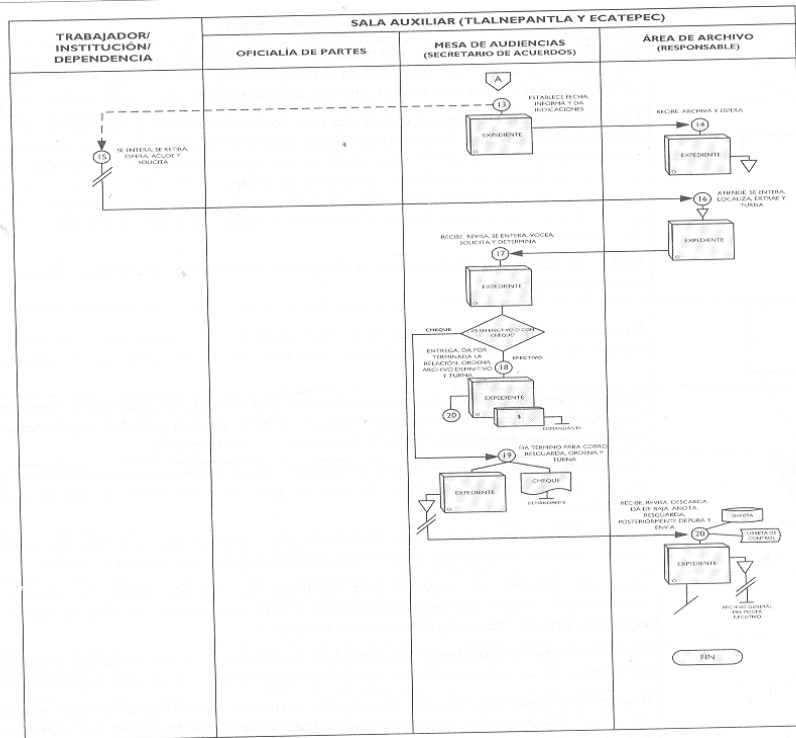 TRABAJADOR/
INSTITUCIÓN/
DEPENDENCIA
SALA AUXILIAR (TLALNEPANTLA Y ECATEPEC)
OFICIALÍA DE PARTES
MESA DE AUDIENCIAS
(SECRETARIO DE ACUERDOS)
ÁREA DE ARCHIVO
(RESPONSABLE)
A
13
ESTABLECE FECHA,
INFORMA Y DA
INDICACIONES
EXPEDIENTE
RECIBE, ARCHIVA Y ESPERA
14
EXPEDIENTE
15
SE ENTERA, SE RETIRA,
ESPERA, ACUDE Y
SOLICITA
16
ATIENDE, SE ENTERA,
LOCALIZA, EXTRAE Y
TURNA
EXPEDIENTE
RECIBE, REVISA, SE ENTERA, VOCEA,
SOLICITA Y DETERMINA
17
EXPEDIENTE
CHEQUE
¿ES EN EFECTIVO O CON
CHEQUE?
EFECTIVO
ENTREGA, DA POR
TERMINADA LA
RELACIÓN, ORDENA
ARCHIVO DEFINITIVO
Y TURNA
18
EXPEDIENTE
$
20
DEMANDANTE
19
DA TÉRMINO PARA COBRO,
RESGUARDA, ORDENA Y
TURNA
EXPEDIENTE
CHEQUE
DEMANDANTE
RECIBE, REVISA, DESCARGA,
DA DE BAJA, ANOTA,
RESGUARDA,
POSTERIORMENTE DEPURA Y
ENVÍA
20
SISTEMA
LIBRETA DE
CONTROL
EXPEDIENTE
ARCHIVO GENERAL
DEL PODER
EJECUTIVO
FIN